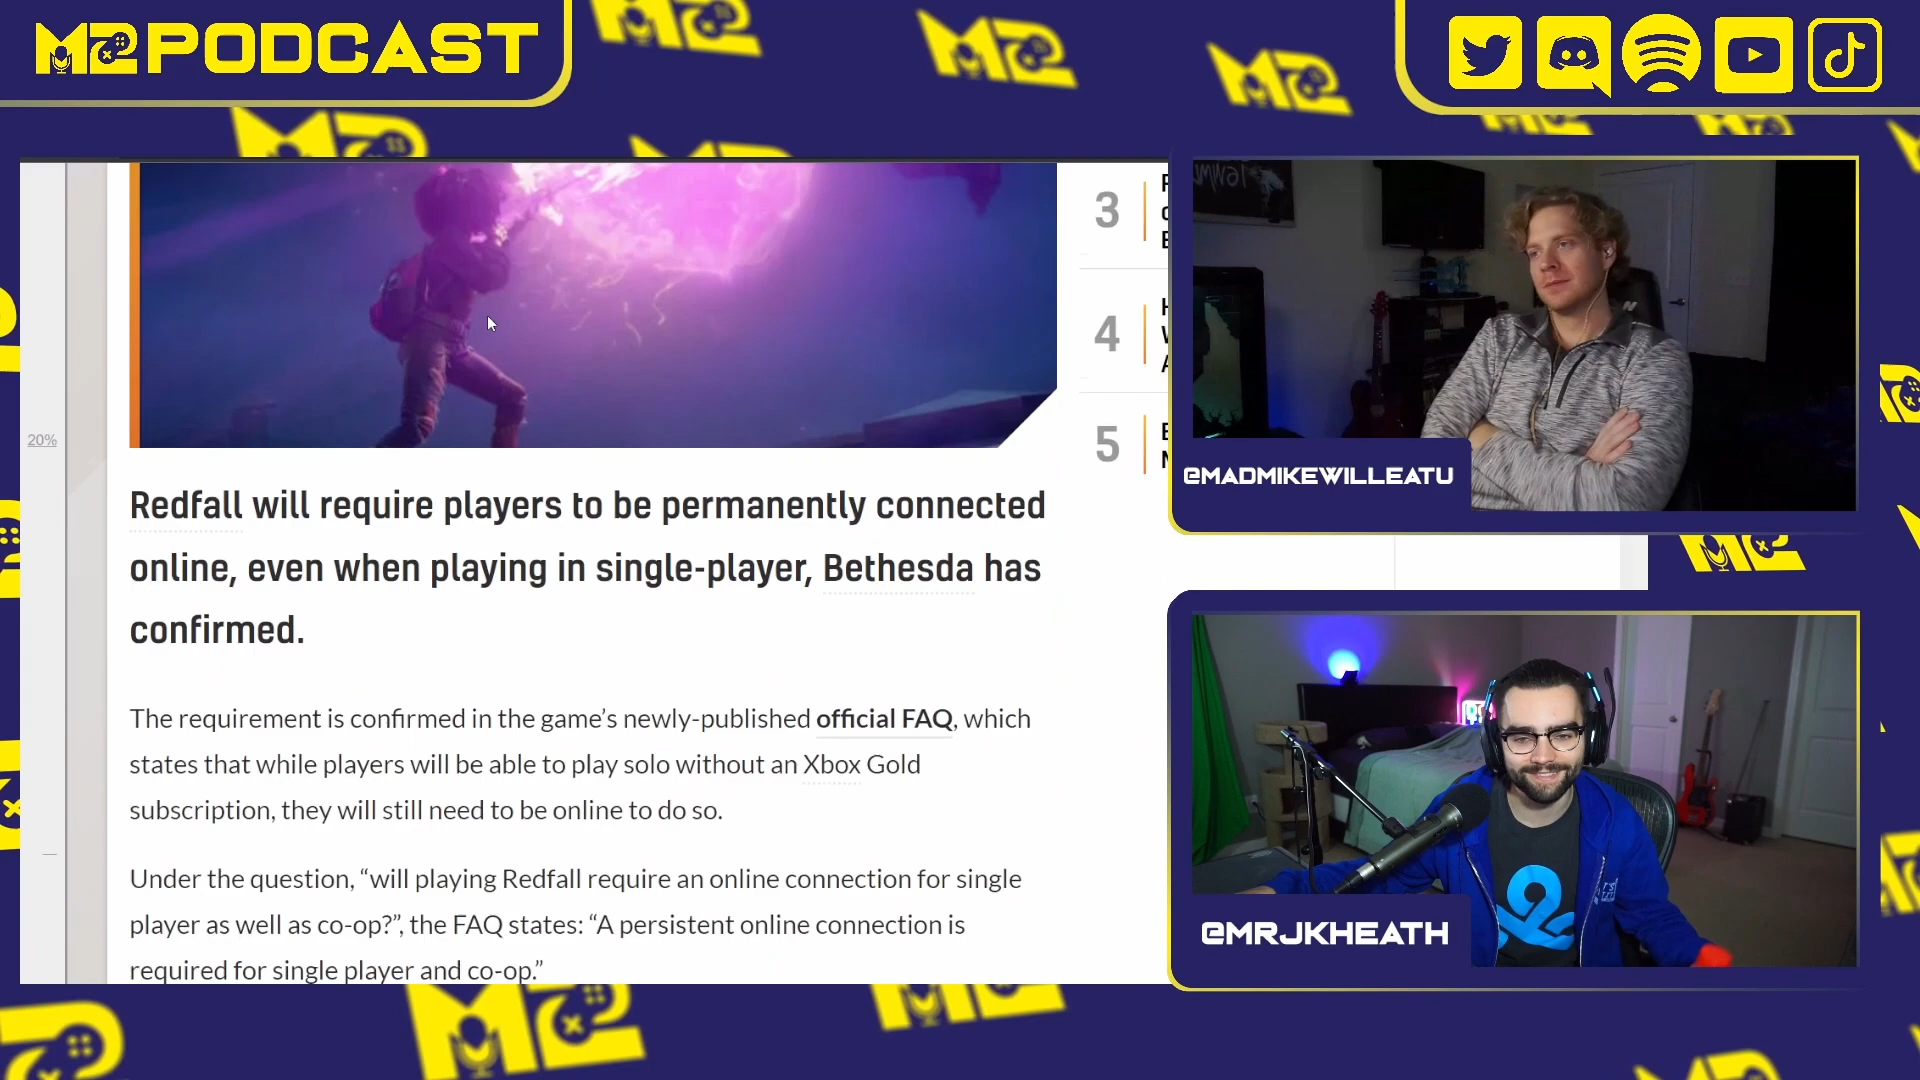 M2 PODCAST
3
4
5
20%
Redfall will require players to be permanently connected
online, even when playing in single-player, Bethesda has
confirmed.
The requirement is confirmed in the game’s newly-published official FAQ, which
states that while players will be able to play solo without an Xbox Gold
subscription, they will still need to be online to do so.
Under the question, “will playing Redfall require an online connection for single
player as well as co-op?”, the FAQ states: “A persistent online connection is
required for single player and co-op.”
@MADMIKEWILLEATU
@MRJKHEATH